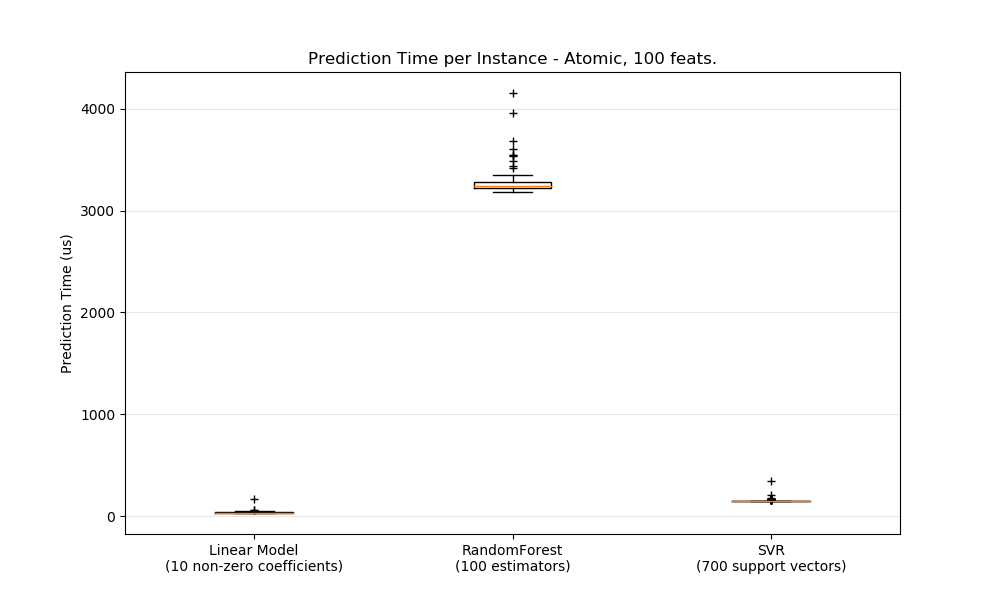 Prediction Time per Instance - Atomic, 100 feats.
Prediction Time (us)
4000
3000
2000
1000
0
Linear Model
(10 non-zero coefficients)
RandomForest
(100 estimators)
SVR
(700 support vectors)